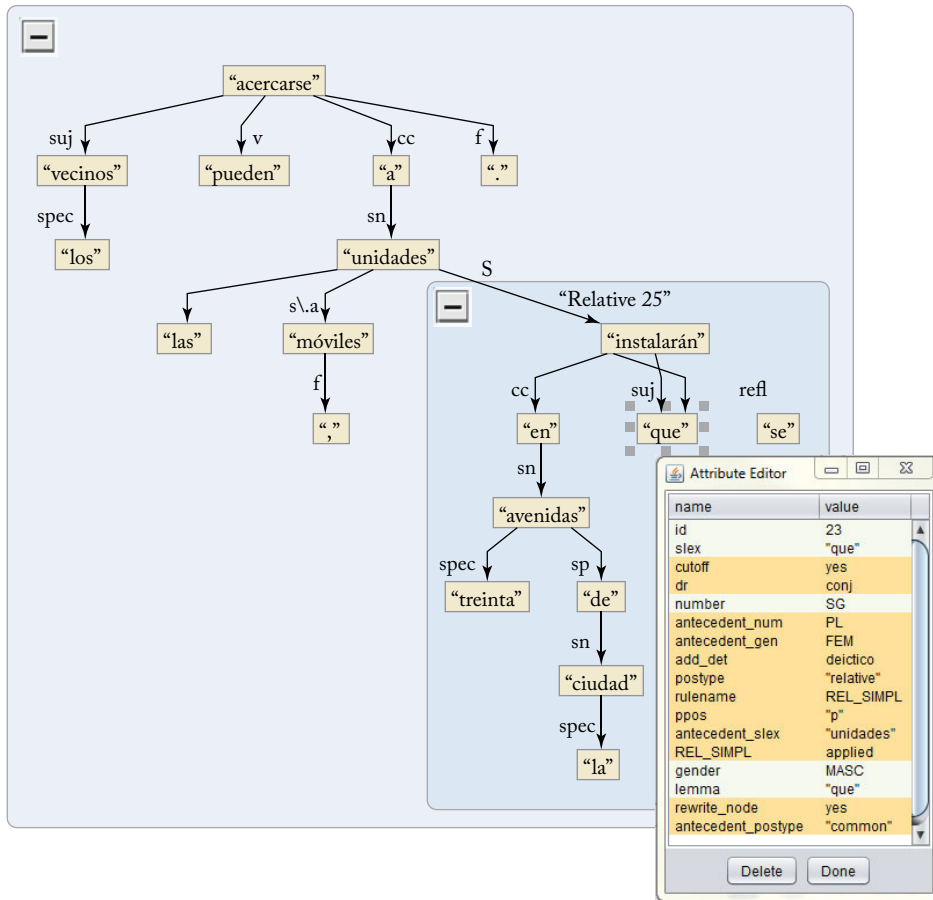 “acercarse”
suj v cc f
“vecinos” “pueden” “a” “.”
spec sn
“los” “unidades”
S
“Relative 25”
s\.a
“las” “móviles” “instalarán”
f cc suj refl
“,” “en” “que” “se”
sn
“avenidas”
spec sp
“treinta” “de”
sn
“ciudad”
spec
“la”
Attribute Editor
name value
id 23
slex "que"
cutoff yes
dr conj
number SG
antecedent_num PL
antecedent_gen FEM
add_det deictico
postype "relative"
rulename REL_SIMPL
ppos "p"
antecedent_slex "unidades"
REL_SIMPL applied
gender MASC
lemma "que"
rewrite_node yes
antecedent_postype "common"
Delete Done